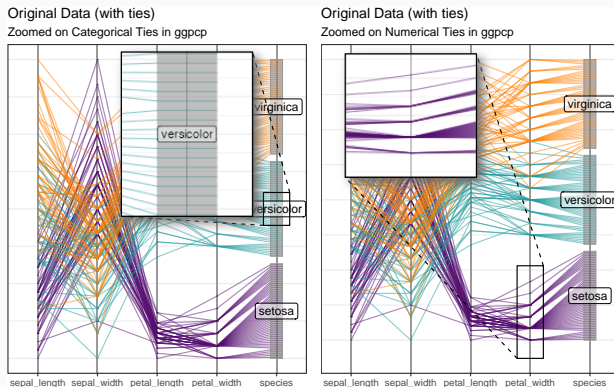 Original Data (with ties)
Zoomed on Categorical Ties in ggpcp
virginica
versicolor
versicolor
setosa
sepal_length sepal_width petal_length petal_width species
Original Data (with ties)
Zoomed on Numerical Ties in ggpcp
virginica
versicolor
setosa
sepal_length sepal_width petal_length petal_width species